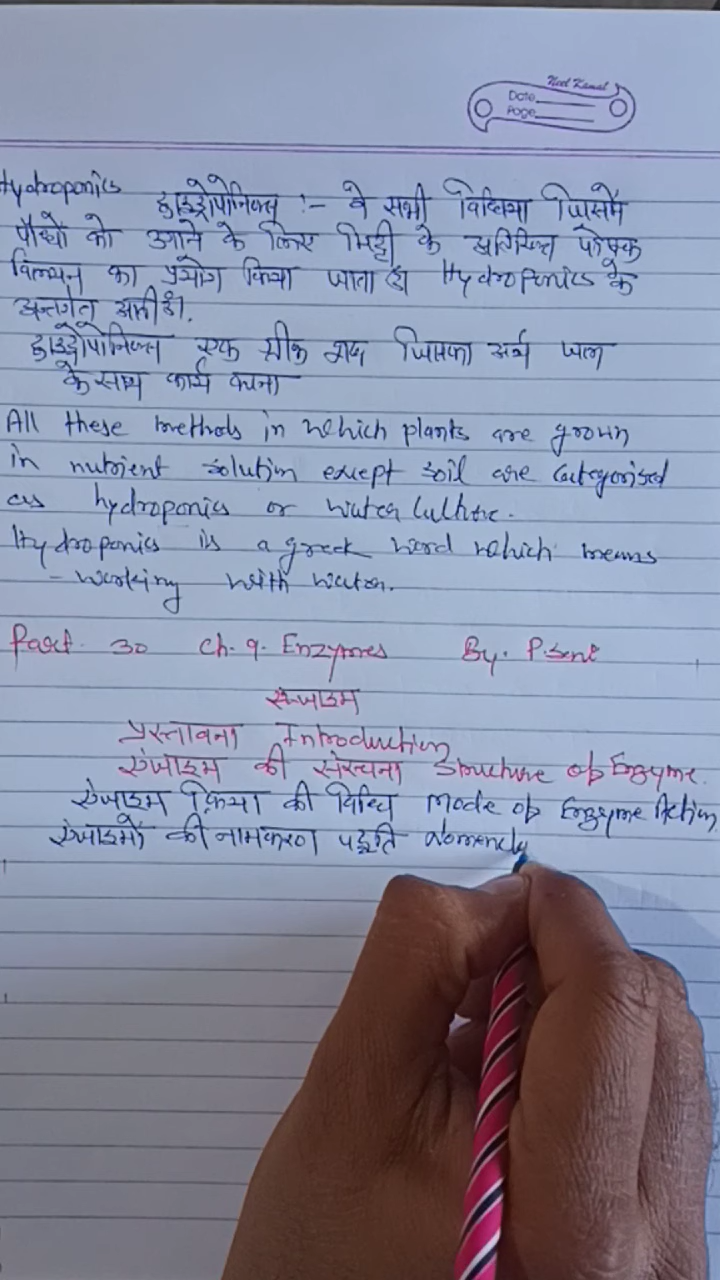 Neel Kamal
Date
Page
Hydroponics हाइड्रोपोनिक्स :- वे सभी विधिया जिसमें
पौधों को उगाने के लिए मिट्टी के अतिरिक्त पोषक
विलयन का प्रयोग किया जाता है। Hydroponics के
अन्तर्गत आती है।
हाइड्रोपोनिक्स एक ग्रीक शब्द जिसका अर्थ जल
के साथ कार्य करना
All these methods in which plants are grown
in nutrient solution except soil are categorised
as hydroponics or water Culture.
Hydroponics is a greek word which means
- working with water.
Part 30 Ch. 9. Enzymes By. P. Soni
एंजाइम
प्रस्तावना Introduction
एंजाइम की संरचना Structure of Enzyme.
एंजाइम क्रिया की विधि Mode of Enzyme Action
एंजाइमों की नामकरण पद्धति Nomencla